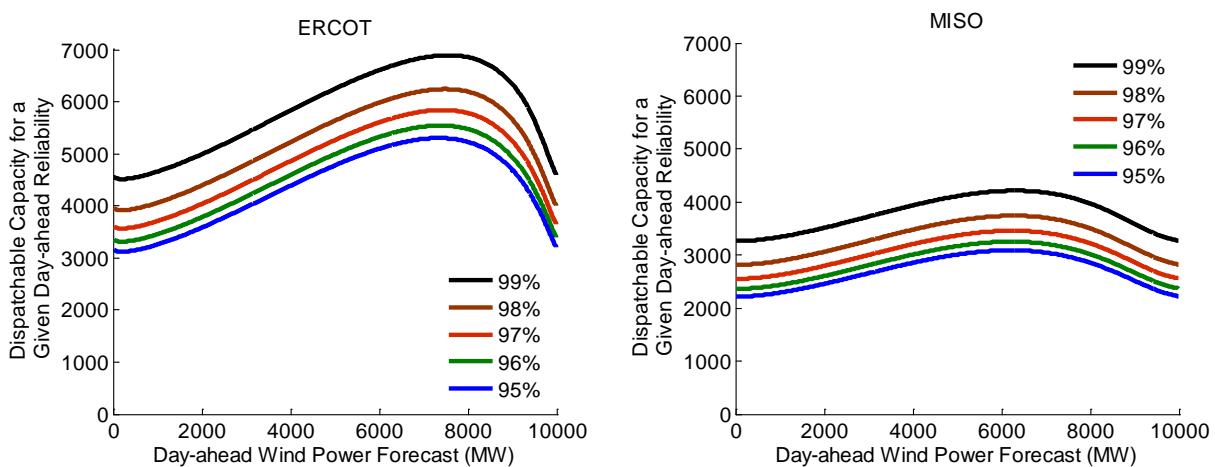 ERCOT
Dispatchable Capacity for a
Given Day-ahead Reliability
7000
6000
5000
4000
3000
2000
1000
0
99%
98%
97%
96%
95%
0 2000 4000 6000 8000 10000
Day-ahead Wind Power Forecast (MW)
MISO
Dispatchable Capacity for a
Given Day-ahead Reliability
7000
6000
5000
4000
3000
2000
1000
0
99%
98%
97%
96%
95%
0 2000 4000 6000 8000 10000
Day-ahead Wind Power Forecast (MW)